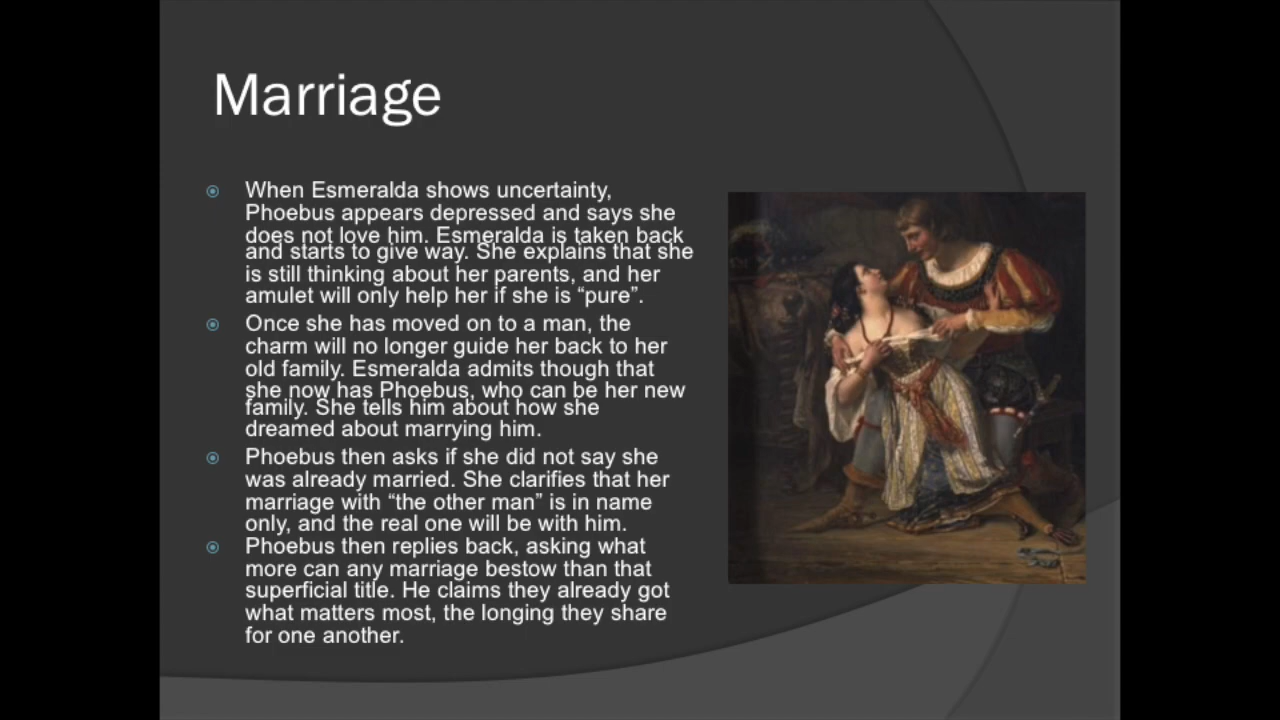 Marriage
When Esmeralda shows uncertainty,
Phoebus appears depressed and says she
does not love him. Esmeralda is taken back
and starts to give way. She explains that she
is still thinking about her parents, and her
amulet will only help her if she is “pure”.
Once she has moved on to a man, the
charm will no longer guide her back to her
old family. Esmeralda admits though that
she now has Phoebus, who can be her new
family. She tells him about how she
dreamed about marrying him.
Phoebus then asks if she did not say she
was already married. She clarifies that her
marriage with “the other man” is in name
only, and the real one will be with him.
Phoebus then replies back, asking what
more can any marriage bestow than that
superficial title. He claims they already got
what matters most, the longing they share
for one another.